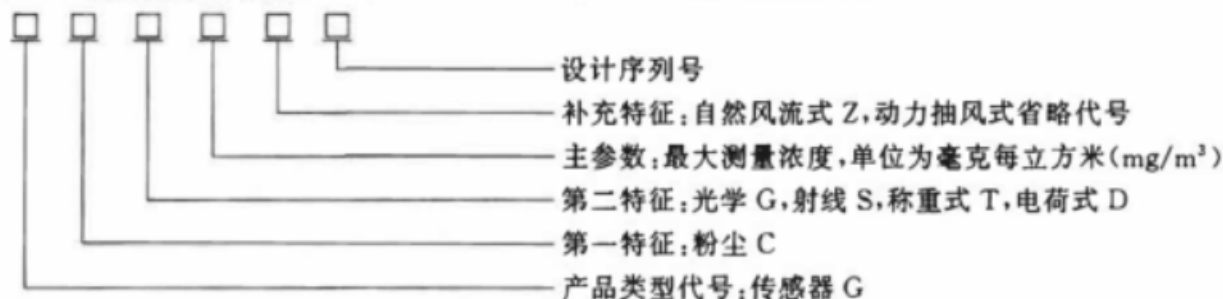 设计序列号
补充特征:自然风流式 Z,动力抽风式省略代号
主参数:最大测量浓度,单位为毫克每立方米(mg/m³)
第二特征:光学 G,射线 S,称重式 T,电荷式 D
第一特征:粉尘 C
产品类型代号:传感器 G